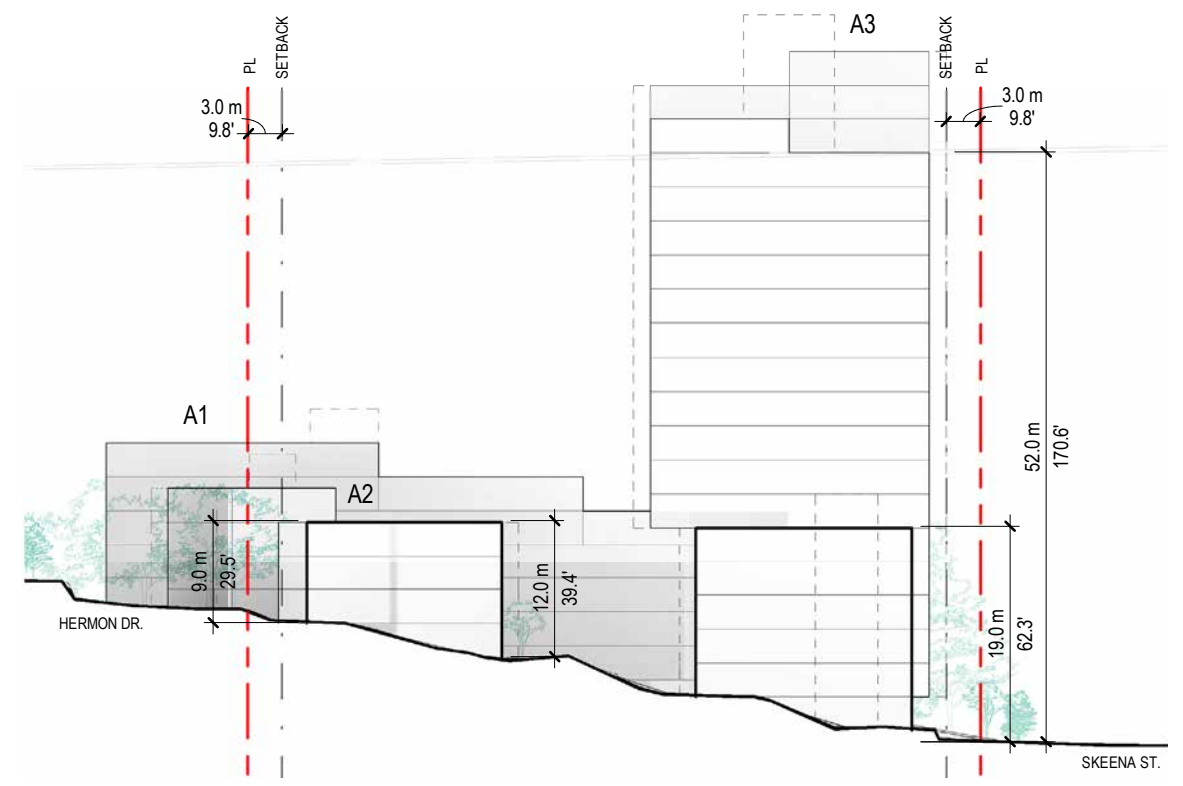 A3
PL
SETBACK
SETBACK
PL
3.0 m
9.8'
3.0 m
9.8'
A1
A2
52.0 m
170.6'
9.0 m
29.5'
12.0 m
39.4'
19.0 m
62.3'
HERMON DR.
SKEENA ST.